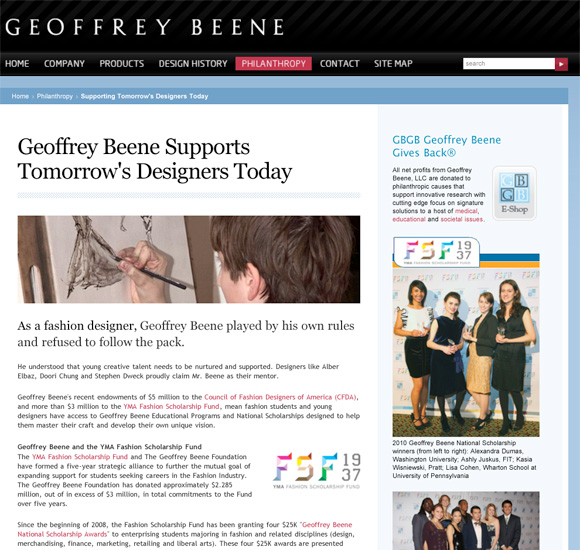 GEOFFREY BEENE
HOME COMPANY PRODUCTS DESIGN HISTORY PHILANTHROPY CONTACT SITE MAP search
Home › Philanthropy › Supporting Tomorrow's Designers Today
Geoffrey Beene Supports
Tomorrow's Designers Today
As a fashion designer, Geoffrey Beene played by his own rules
and refused to follow the pack.
He understood that young creative talent needs to be nurtured and supported. Designers like Alber
Elbaz, Doori Chung and Stephen Dweck proudly claim Mr. Beene as their mentor.
Geoffrey Beene's recent endowments of $5 million to the Council of Fashion Designers of America (CFDA),
and more than $3 million to the YMA Fashion Scholarship Fund, mean fashion students and young
designers have access to Geoffrey Beene Educational Programs and National Scholarships designed to help
them master their craft and develop their own unique vision.
Geoffrey Beene and the YMA Fashion Scholarship Fund
The YMA Fashion Scholarship Fund and The Geoffrey Beene Foundation
have formed a five-year strategic alliance to further the mutual goal of
expanding support for students seeking careers in the Fashion Industry.
The Geoffrey Beene Foundation has donated approximately $2.285
million, out of in excess of $3 million, in total commitments to the Fund
over five years.
FSF 19
37
YMA FASHION SCHOLARSHIP FUND
Since the beginning of 2008, the Fashion Scholarship Fund has been granting four $25K "Geoffrey Beene
National Scholarship Awards" to enterprising students majoring in fashion and related disciplines (design,
merchandising, finance, marketing, retailing and liberal arts). These four $25K awards are presented
GBGB Geoffrey Beene
Gives Back®
All net profits from Geoffrey
Beene, LLC are donated to
philanthropic causes that
support innovative research with
cutting edge focus on signature
solutions to a host of medical,
educational and societal issues.
G B
G B
E-Shop
FSF 19
37
YMA FASHION SCHOLARSHIP FUND
2010 Geoffrey Beene National Scholarship
winners (from left to right): Alexandra Dumas,
Washington University; Ashly Juskus, FIT; Kasia
Wisniewski, Pratt; Lisa Cohen, Wharton School at
University of Pennsylvania